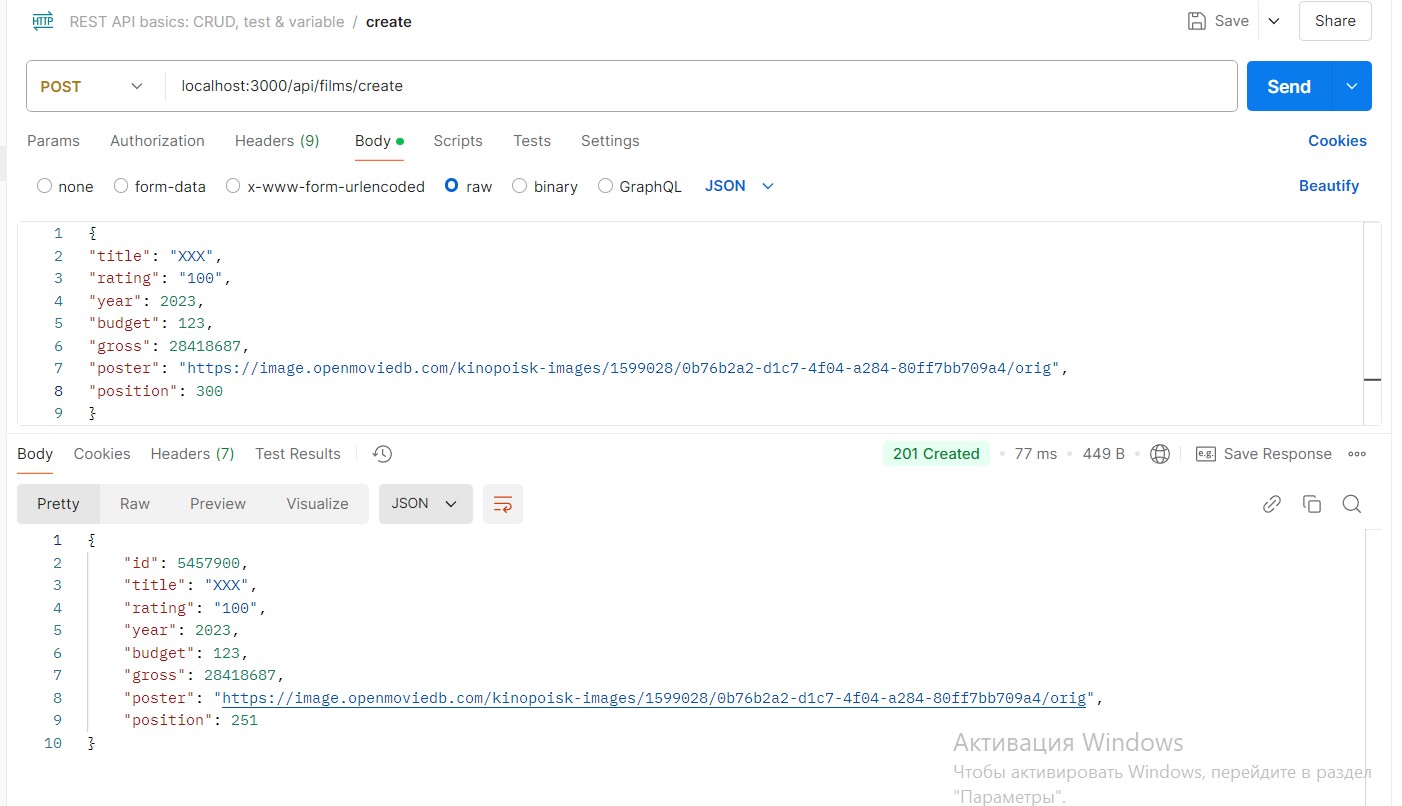 HTTP REST API basics: CRUD, test & variable / create Save Share
POST localhost:3000/api/films/create Send
Params Authorization Headers (9) Body Scripts Tests Settings Cookies
none form-data x-www-form-urlencoded raw binary GraphQL JSON Beautify
1 {
2 "title": "XXX",
3 "rating": "100",
4 "year": 2023,
5 "budget": 123,
6 "gross": 28418687,
7 "poster": "https://image.openmoviedb.com/kinopoisk-images/1599028/0b76b2a2-d1c7-4f04-a284-80ff7bb709a4/orig",
8 "position": 300
9 }
Body Cookies Headers (7) Test Results 201 Created • 77 ms • 449 B • e.g. Save Response
Pretty Raw Preview Visualize JSON
1 {
2 "id": 5457900,
3 "title": "XXX",
4 "rating": "100",
5 "year": 2023,
6 "budget": 123,
7 "gross": 28418687,
8 "poster": "https://image.openmoviedb.com/kinopoisk-images/1599028/0b76b2a2-d1c7-4f04-a284-80ff7bb709a4/orig",
9 "position": 251
10 }
Активация Windows
Чтобы активировать Windows, перейдите в раздел
"Параметры".